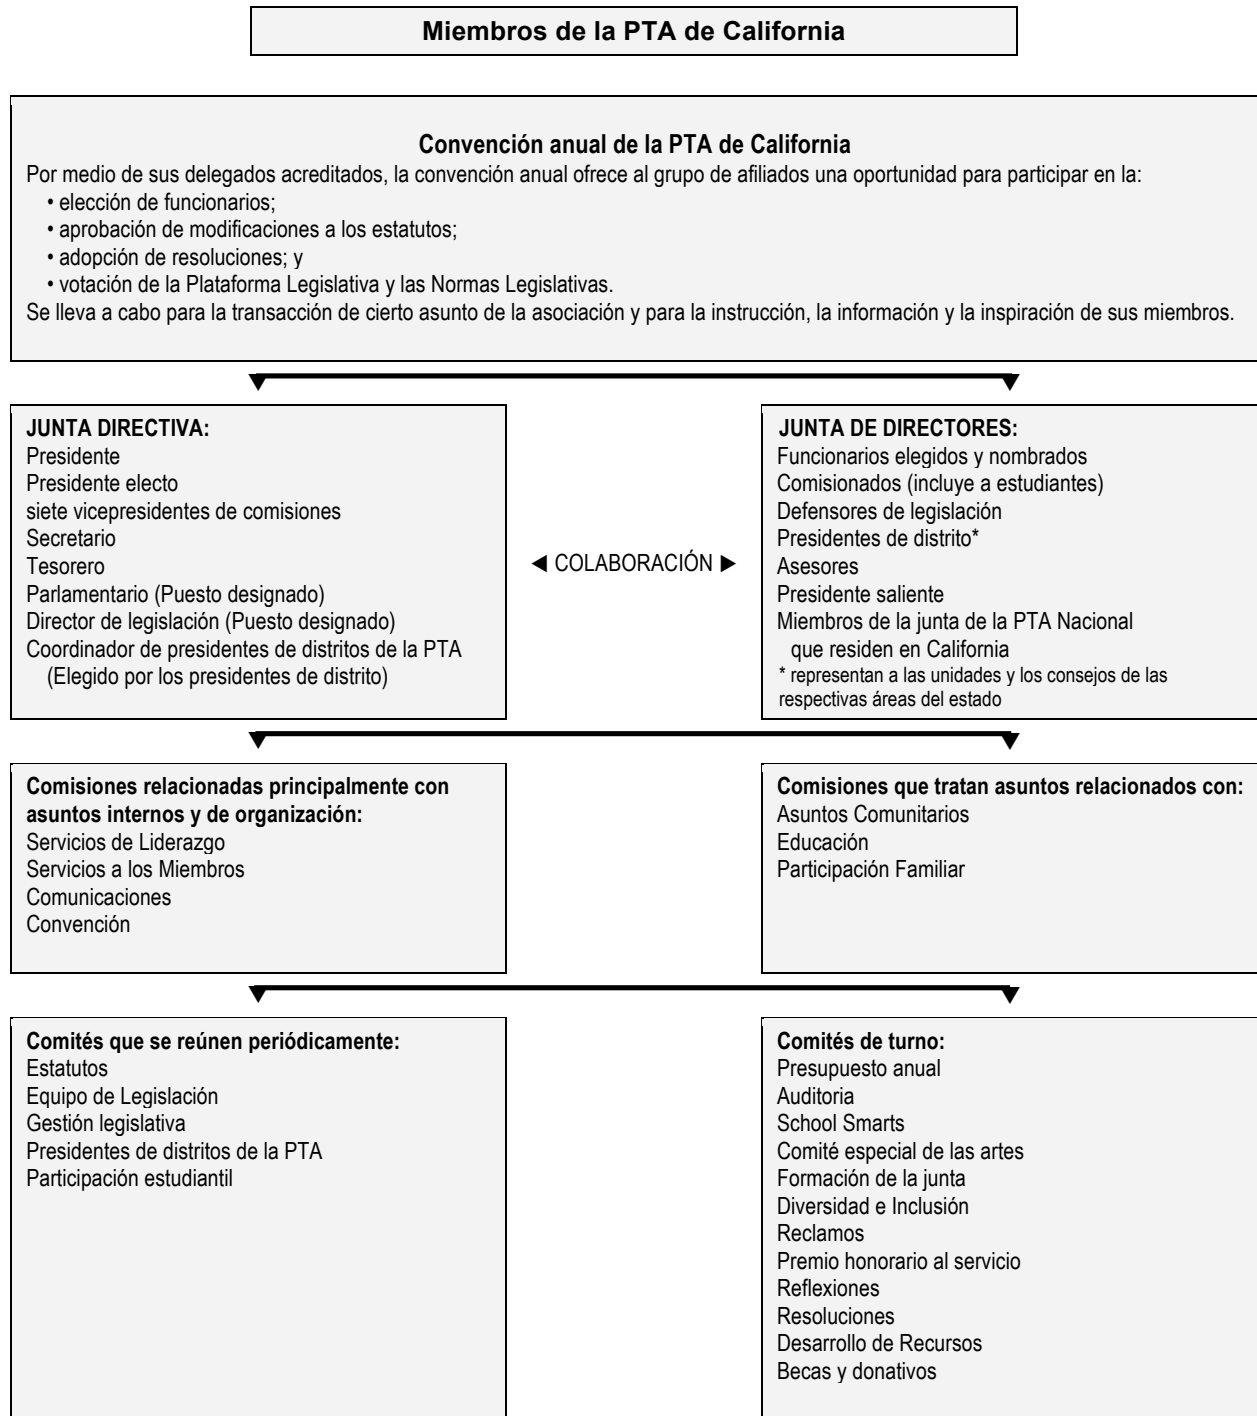 Miembros de la PTA de California
Convención anual de la PTA de California
Por medio de sus delegados acreditados, la convención anual ofrece al grupo de afiliados una oportunidad para participar en la:
• elección de funcionarios;
• aprobación de modificaciones a los estatutos;
• adopción de resoluciones; y
• votación de la Plataforma Legislativa y las Normas Legislativas.
Se lleva a cabo para la transacción de cierto asunto de la asociación y para la instrucción, la información y la inspiración de sus miembros.
JUNTA DIRECTIVA:
Presidente
Presidente electo
siete vicepresidentes de comisiones
Secretario
Tesorero
Parlamentario (Puesto designado)
Director de legislación (Puesto designado)
Coordinador de presidentes de distritos de la PTA
(Elegido por los presidentes de distrito)
◄ COLABORACIÓN ►
JUNTA DE DIRECTORES:
Funcionarios elegidos y nombrados
Comisionados (incluye a estudiantes)
Defensores de legislación
Presidentes de distrito*
Asesores
Presidente saliente
Miembros de la junta de la PTA Nacional
que residen en California
* representan a las unidades y los consejos de las
respectivas áreas del estado
Comisiones relacionadas principalmente con
asuntos internos y de organización:
Servicios de Liderazgo
Servicios a los Miembros
Comunicaciones
Convención
Comisiones que tratan asuntos relacionados con:
Asuntos Comunitarios
Educación
Participación Familiar
Comités que se reúnen periódicamente:
Estatutos
Equipo de Legislación
Gestión legislativa
Presidentes de distritos de la PTA
Participación estudiantil
Comités de turno:
Presupuesto anual
Auditoria
School Smarts
Comité especial de las artes
Formación de la junta
Diversidad e Inclusión
Reclamos
Premio honorario al servicio
Reflexiones
Resoluciones
Desarrollo de Recursos
Becas y donativos